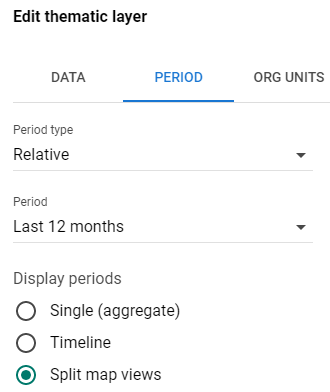 Edit thematic layer
DATA PERIOD ORG UNITS
Period type
Relative
Period
Last 12 months
Display periods
Single (aggregate)
Timeline
Split map views